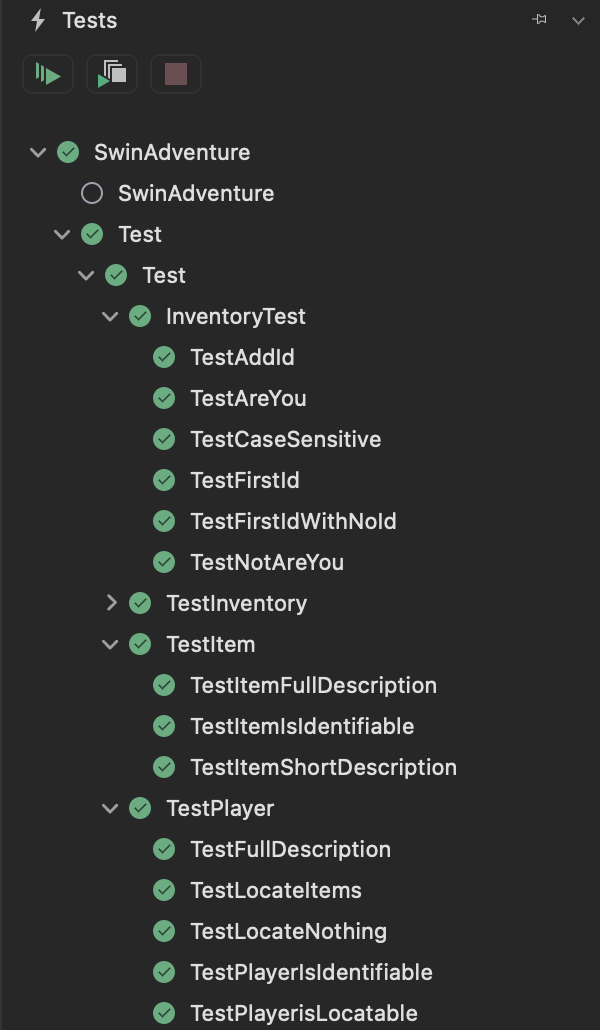 Tests
SwinAdventure
SwinAdventure
Test
Test
InventoryTest
TestAddId
TestAreYou
TestCaseSensitive
TestFirstId
TestFirstIdWithNoId
TestNotAreYou
TestInventory
TestItem
TestItemFullDescription
TestItemIsIdentifiable
TestItemShortDescription
TestPlayer
TestFullDescription
TestLocateItems
TestLocateNothing
TestPlayerIsIdentifiable
TestPlayerisLocatable